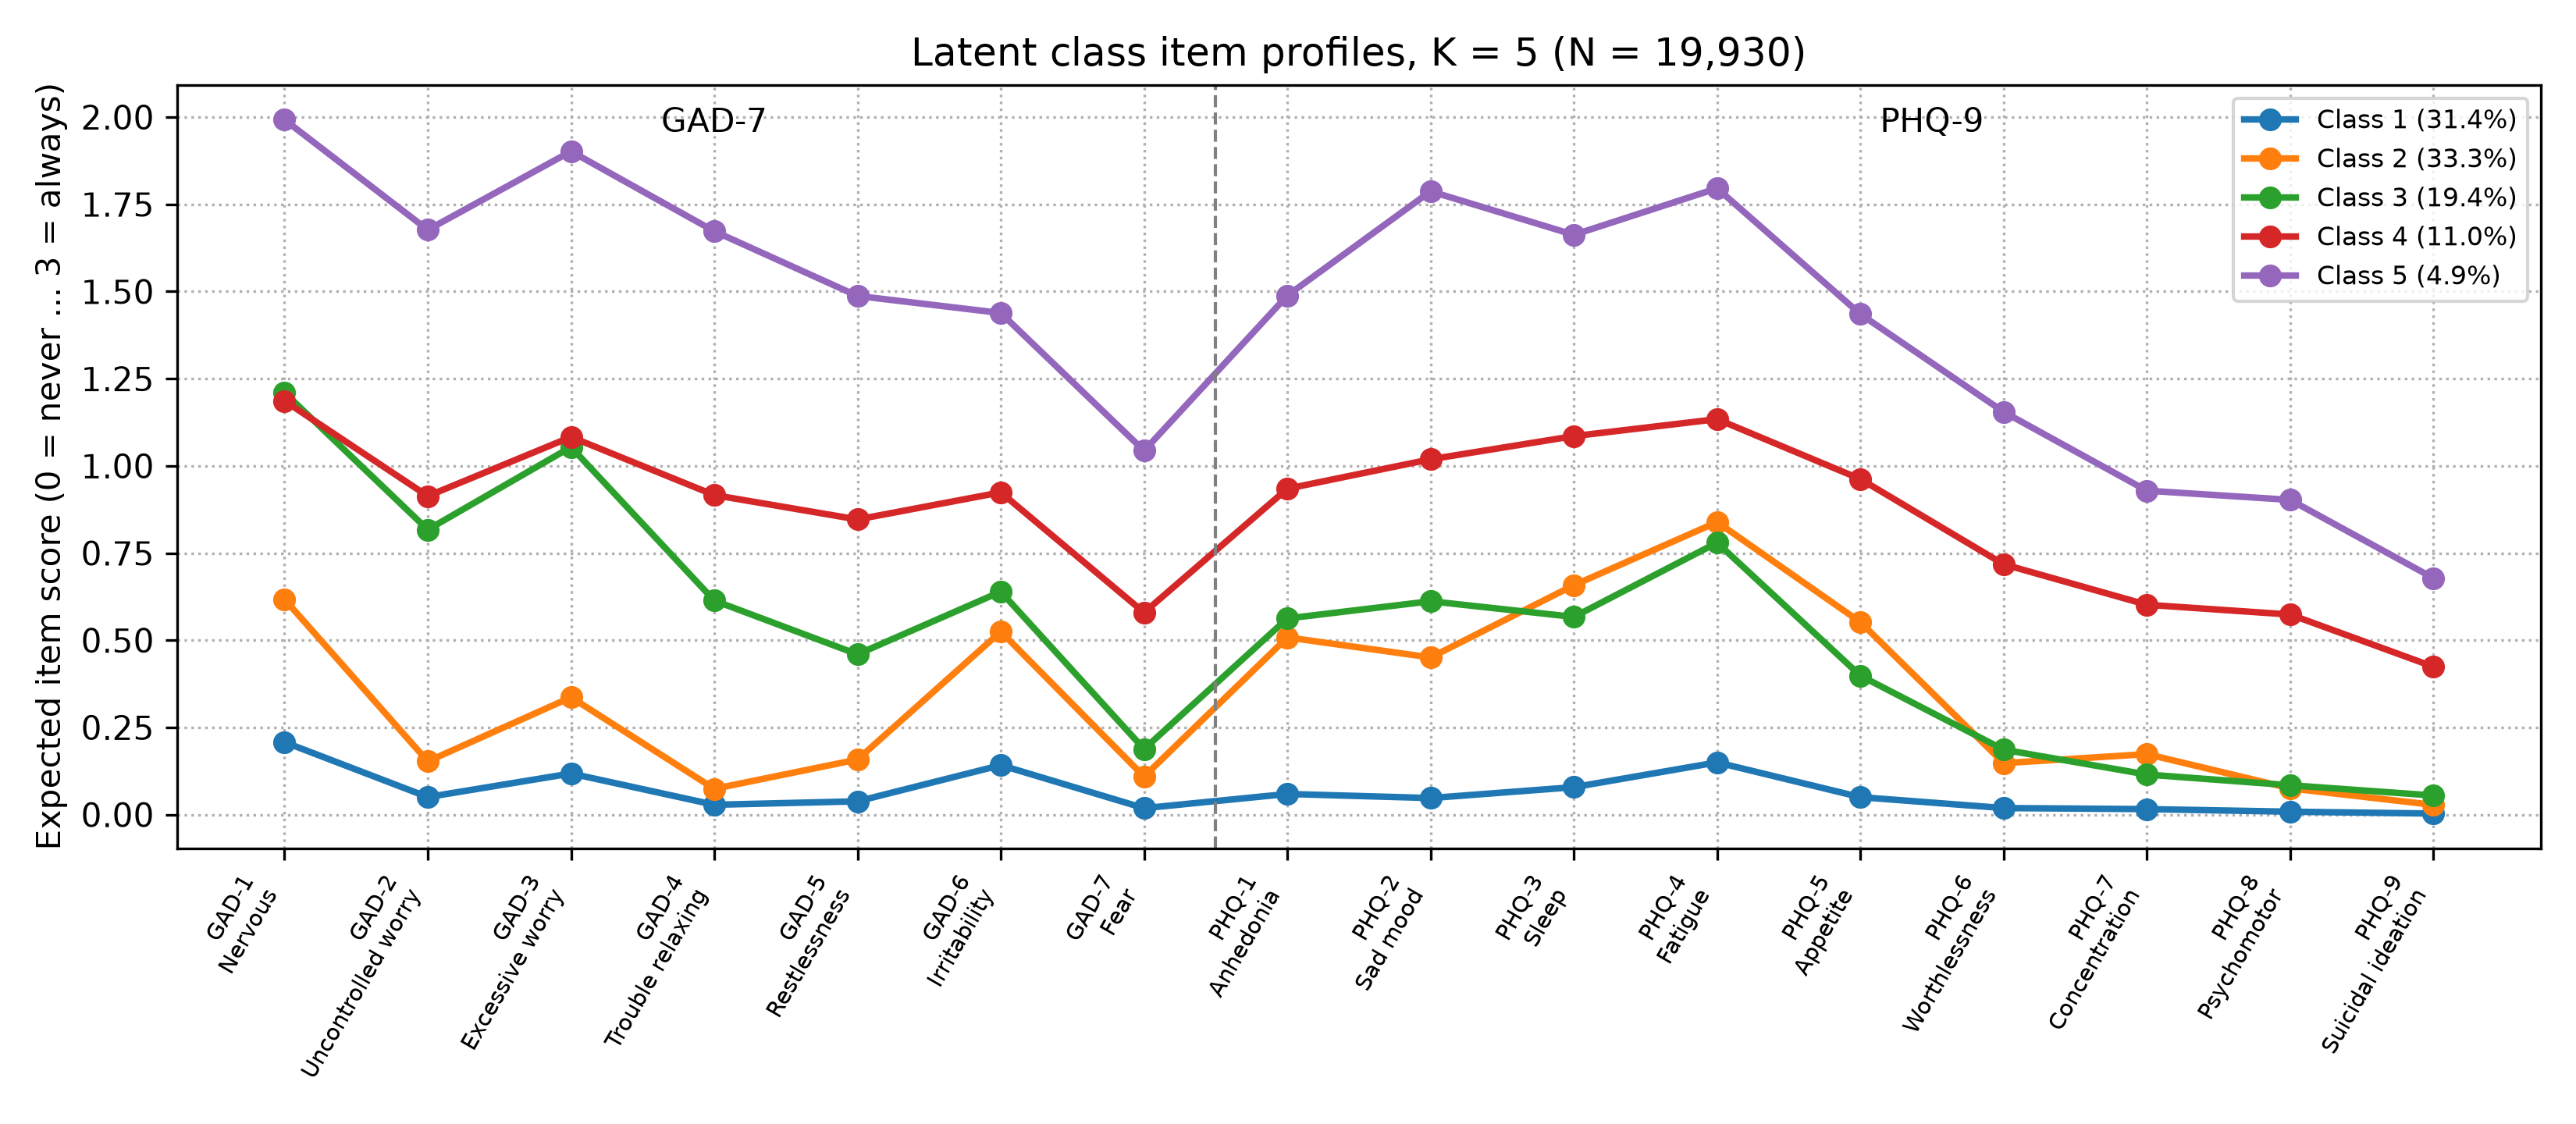 Latent class item profiles, K = 5 (N = 19,930)
Expected item score (0 = never ... 3 = always)
2.00
1.75
1.50
1.25
1.00
0.75
0.50
0.25
0.00
GAD-7
PHQ-9
Class 1 (31.4%)
Class 2 (33.3%)
Class 3 (19.4%)
Class 4 (11.0%)
Class 5 (4.9%)
GAD-1
Nervous
GAD-2
Uncontrolled worry
GAD-3
Excessive worry
GAD-4
Trouble relaxing
GAD-5
Restlessness
GAD-6
Irritability
GAD-7
Fear
PHQ-1
Anhedonia
PHQ-2
Sad mood
PHQ-3
Sleep
PHQ-4
Fatigue
PHQ-5
Appetite
PHQ-6
Worthlessness
PHQ-7
Concentration
PHQ-8
Psychomotor
PHQ-9
Suicidal ideation